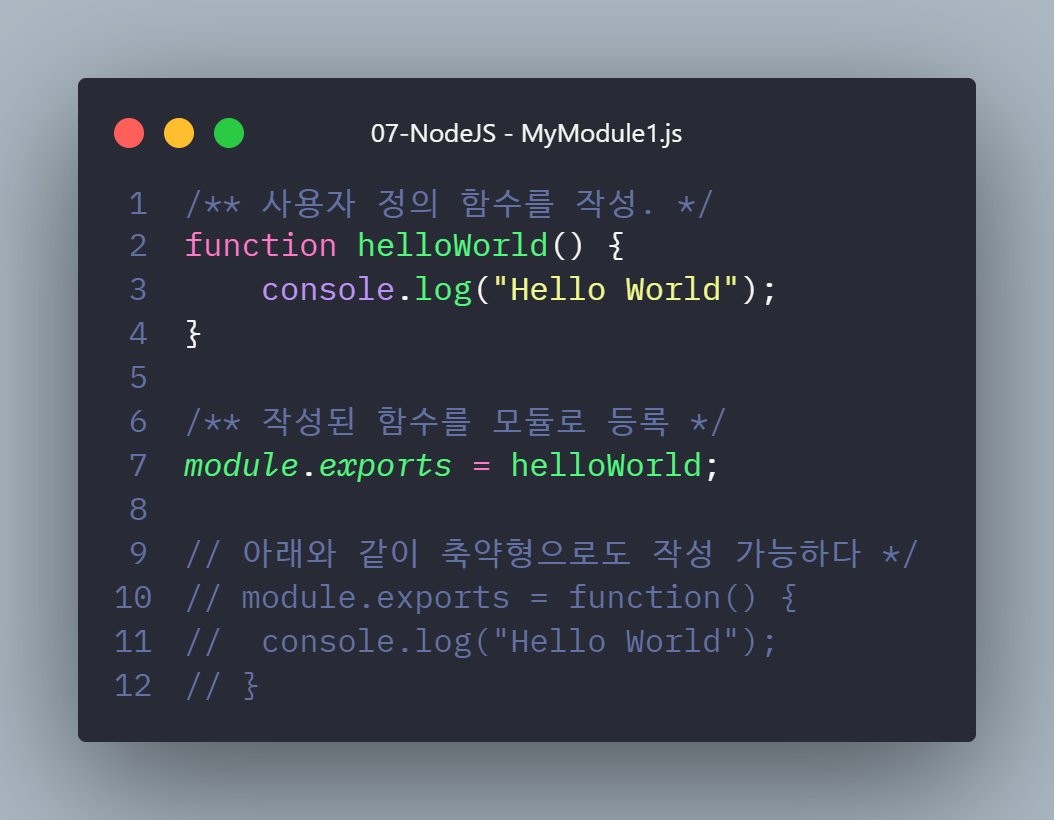 07-NodeJS - MyModule1.js
1 /** 사용자 정의 함수를 작성. */
2 function helloWorld() {
3     console.log("Hello World");
4 }
5
6 /** 작성된 함수를 모듈로 등록 */
7 module.exports = helloWorld;
8
9 // 아래와 같이 축약형으로도 작성 가능하다 */
10 // module.exports = function() {
11 //  console.log("Hello World");
12 // }